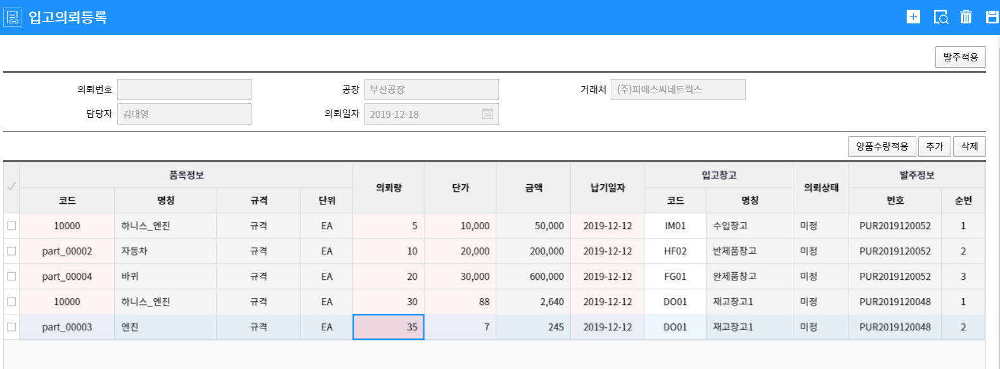 입고의뢰등록
발주적용
의뢰번호 공장 부산공장 거래처 (주)피에스씨네트웍스
담당자 김대영 의뢰일자 2019-12-18
양품수량적용 추가 삭제
품목정보 의뢰량 단가 금액 납기일자 입고창고 의뢰상태 발주정보
코드 명칭 규격 단위 코드 명칭 번호 순번
10000 하니스_엔진 규격 EA 5 10,000 50,000 2019-12-12 IM01 수입창고 미정 PUR2019120052 1
part_00002 자동차 규격 EA 10 20,000 200,000 2019-12-12 HF02 반제품창고 미정 PUR2019120052 2
part_00004 바퀴 규격 EA 20 30,000 600,000 2019-12-12 FG01 완제품창고 미정 PUR2019120052 3
10000 하니스_엔진 규격 EA 30 88 2,640 2019-12-12 DO01 재고창고1 미정 PUR2019120048 1
part_00003 엔진 규격 EA 35 7 245 2019-12-12 DO01 재고창고1 미정 PUR2019120048 2